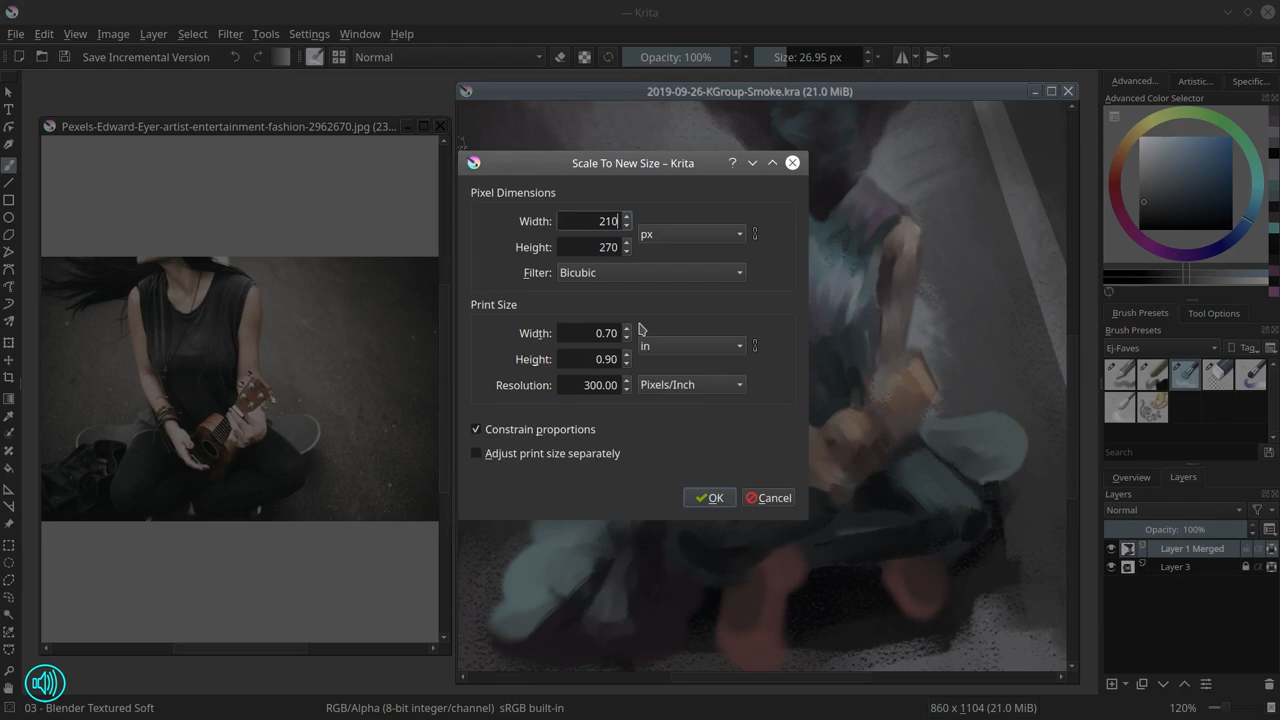 — Krita
File Edit View Image Layer Select Filter Tools Settings Window Help
Save Incremental Version Normal Opacity: 100% Size: 26.95 px
Advanced... Artistic... Specific...
Advanced Color Selector
2019-09-26-KGroup-Smoke.kra (21.0 MiB)
Pexels-Edward-Eyer-artist-entertainment-fashion-2962670.jpg (23...
Scale To New Size – Krita
Pixel Dimensions
Width: 210
px
Height: 270
Filter: Bicubic
Print Size
Width: 0.70
in
Height: 0.90
Resolution: 300.00 Pixels/Inch
Constrain proportions
Adjust print size separately
OK Cancel
Brush Presets Tool Options
Brush Presets
Ej-Faves Tag
Search
Overview Layers
Layers
Normal
Opacity: 100%
Layer 1 Merged
Layer 3
03 - Blender Textured Soft RGB/Alpha (8-bit integer/channel) sRGB built-in 860 x 1104 (21.0 MiB) 120%